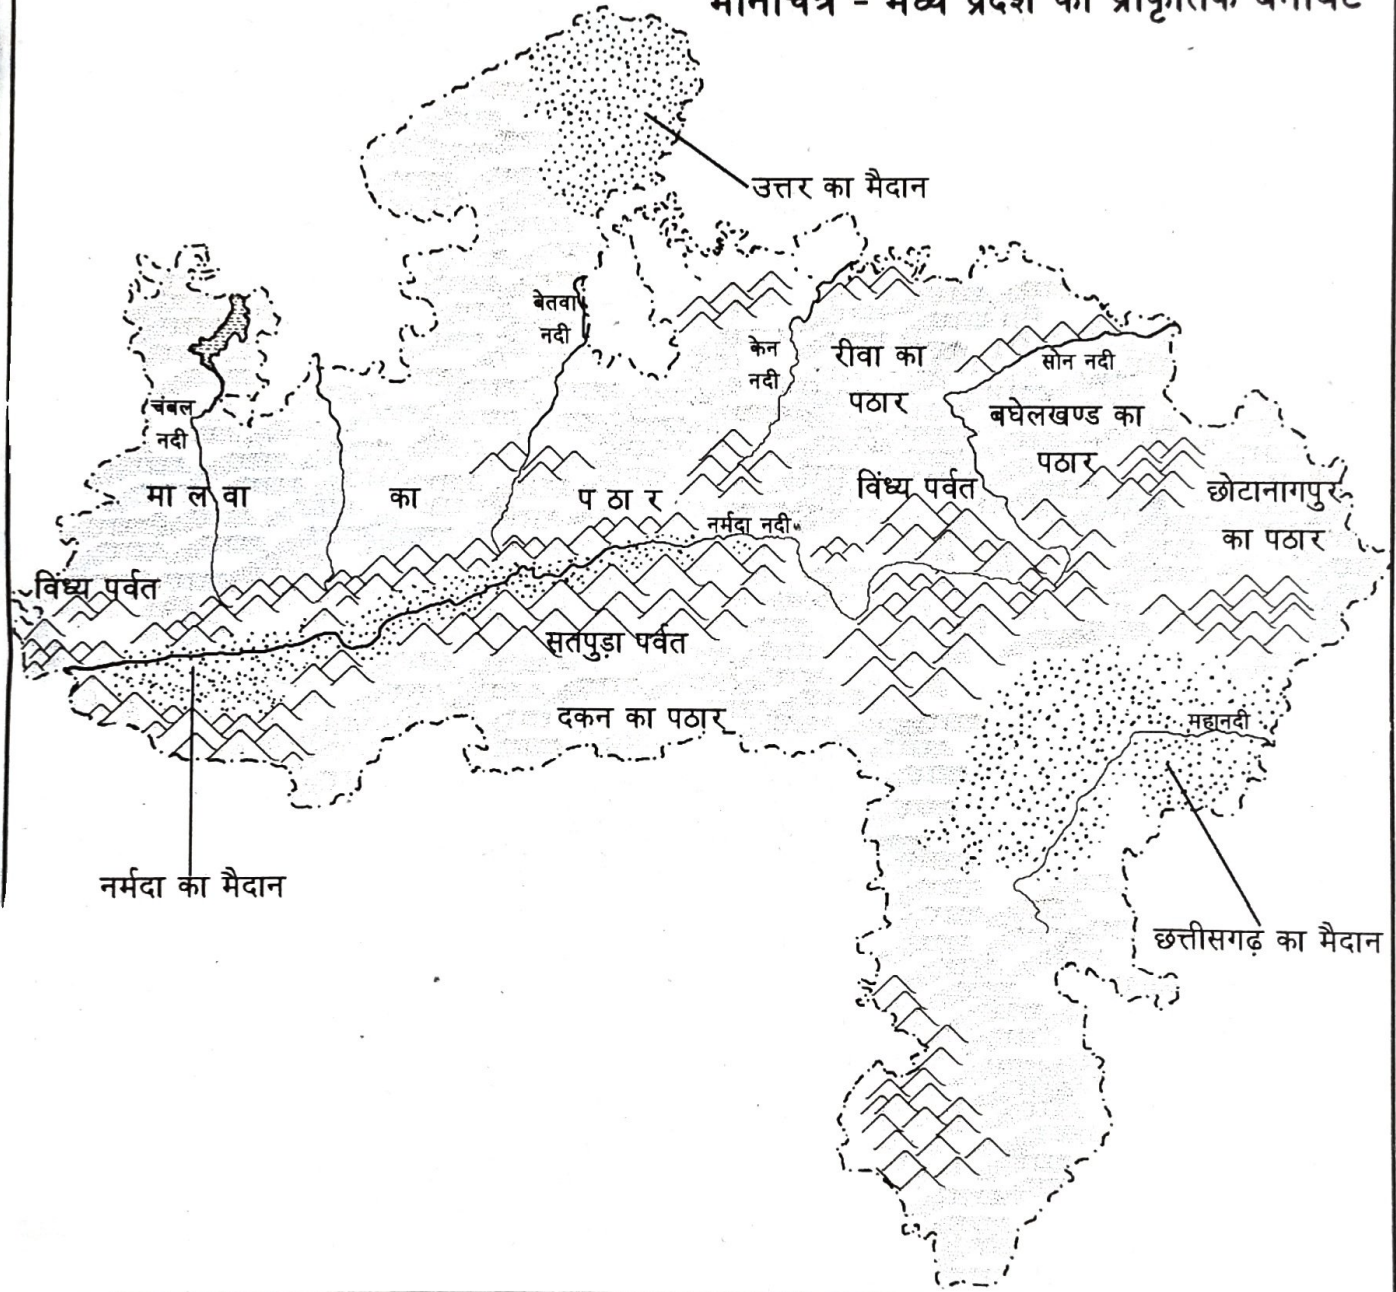 मानचित्र - मध्य प्रदेश की प्राकृतिक बनावट
उत्तर का मैदान
बेतवा
नदी
केन
नदी
रीवा का
पठार
सोन नदी
चंबल
नदी
बघेलखण्ड का
पठार
मा ल वा का प ठा र
विंध्य पर्वत
छोटानागपुर
का पठार
नर्मदा नदी
विंध्य पर्वत
सतपुड़ा पर्वत
दकन का पठार
महानदी
नर्मदा का मैदान
छत्तीसगढ़ का मैदान